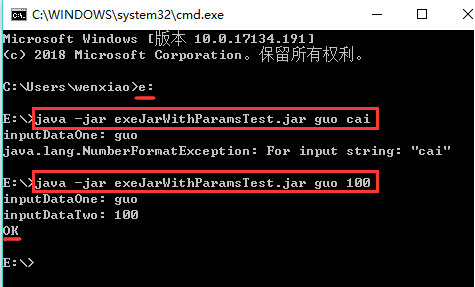 C:\WINDOWS\system32\cmd.exe
Microsoft Windows [版本 10.0.17134.191]
(c) 2018 Microsoft Corporation。保留所有权利。
C:\Users\wenxiao>e:
E:\>java -jar exeJarWithParamsTest.jar guo cai
inputDataOne: guo
java.lang.NumberFormatException: For input string: "cai"
E:\>java -jar exeJarWithParamsTest.jar guo 100
inputDataOne: guo
inputDataTwo: 100
OK
E:\>